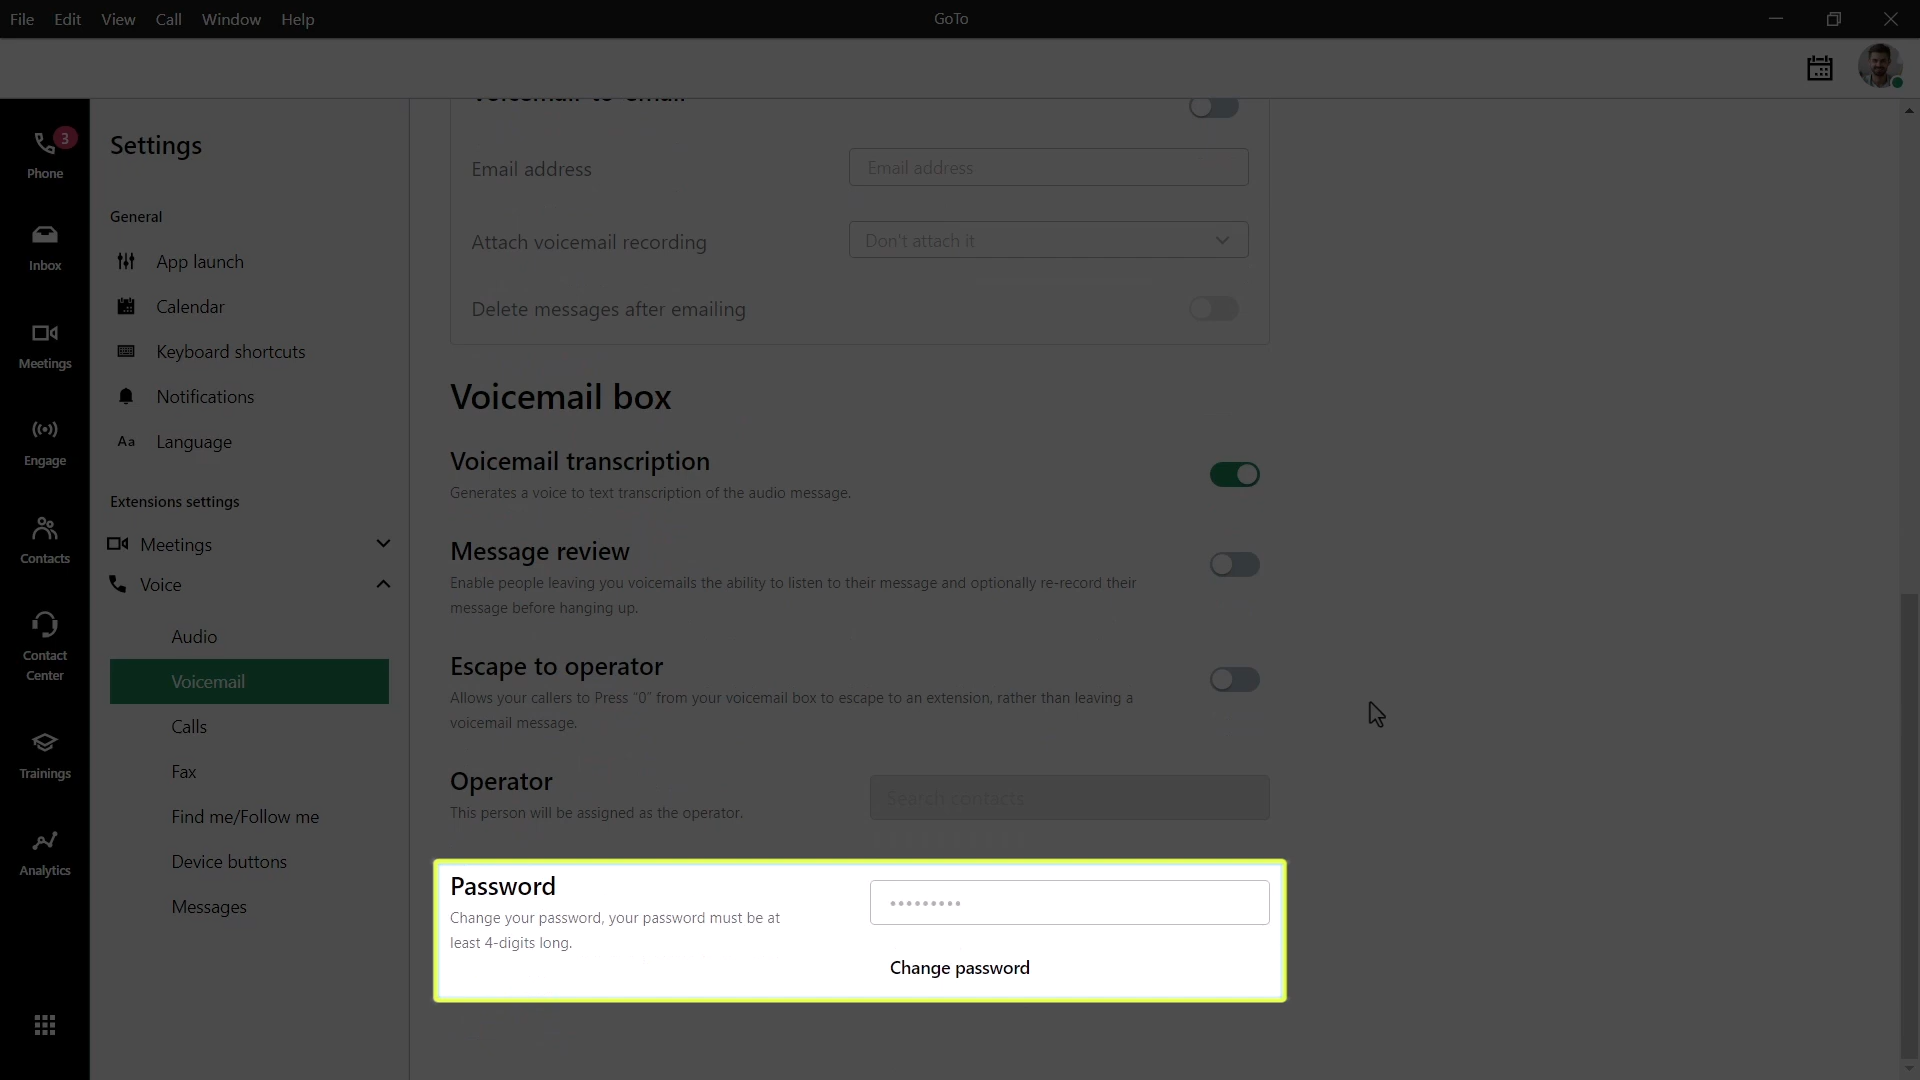 File Edit View Call Window Help
GoTo
3
Phone
Inbox
Meetings
Engage
Contacts
Contact
Center
Trainings
Analytics
Settings
General
App launch
Calendar
Keyboard shortcuts
Notifications
Aa Language
Extensions settings
Meetings
Voice
Audio
Voicemail
Calls
Fax
Find me/Follow me
Device buttons
Messages
Voicemail-to-email
Email address
Email address
Attach voicemail recording
Don't attach it
Delete messages after emailing
Voicemail box
Voicemail transcription
Generates a voice to text transcription of the audio message.
Message review
Enable people leaving you voicemails the ability to listen to their message and optionally re-record their
message before hanging up.
Escape to operator
Allows your callers to Press "0" from your voicemail box to escape to an extension, rather than leaving a
voicemail message.
Operator
This person will be assigned as the operator.
Search contacts
Password
Change your password, your password must be at
least 4-digits long.
•••••••••
Change password